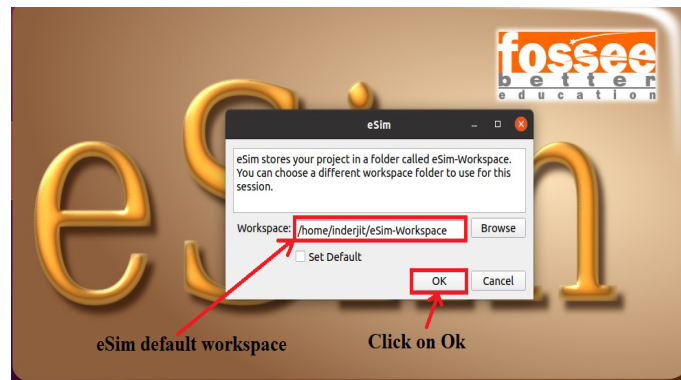 fossee
better
education
eSim
eSim
eSim stores your project in a folder called eSim-Workspace.
You can choose a different workspace folder to use for this
session.
Workspace: /home/inderjit/eSim-Workspace Browse
Set Default
OK Cancel
eSim default workspace Click on Ok